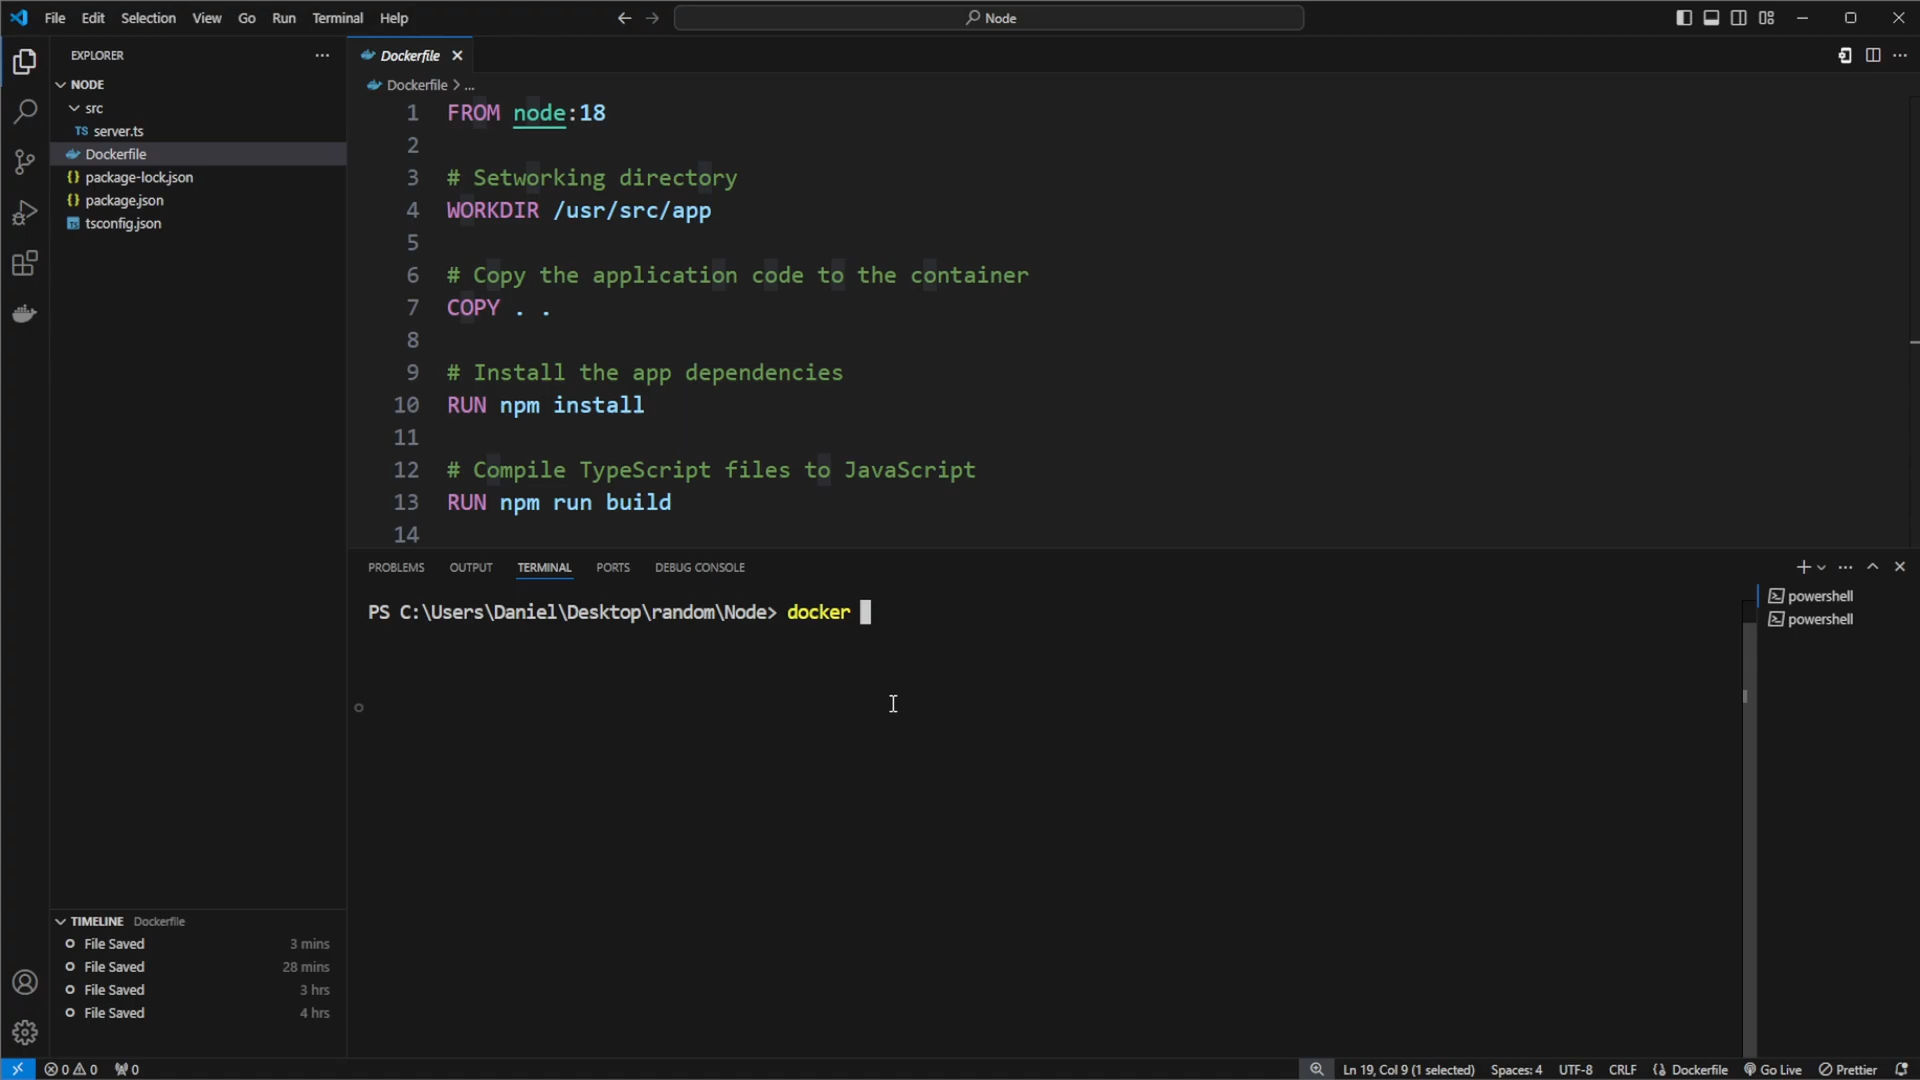 File Edit Selection View Go Run Terminal Help
Node
EXPLORER
NODE
src
TS server.ts
Dockerfile
package-lock.json
package.json
tsconfig.json
Dockerfile
Dockerfile > ...
1 FROM node:18
2
3 # Setworking directory
4 WORKDIR /usr/src/app
5
6 # Copy the application code to the container
7 COPY . .
8
9 # Install the app dependencies
10 RUN npm install
11
12 # Compile TypeScript files to JavaScript
13 RUN npm run build
14
PROBLEMS OUTPUT TERMINAL PORTS DEBUG CONSOLE
PS C:\Users\Daniel\Desktop\random\Node> docker
powershell
powershell
TIMELINE Dockerfile
File Saved 3 mins
File Saved 28 mins
File Saved 3 hrs
File Saved 4 hrs
0 0 0
Ln 19, Col 9 (1 selected) Spaces: 4 UTF-8 CRLF Dockerfile Go Live Prettier